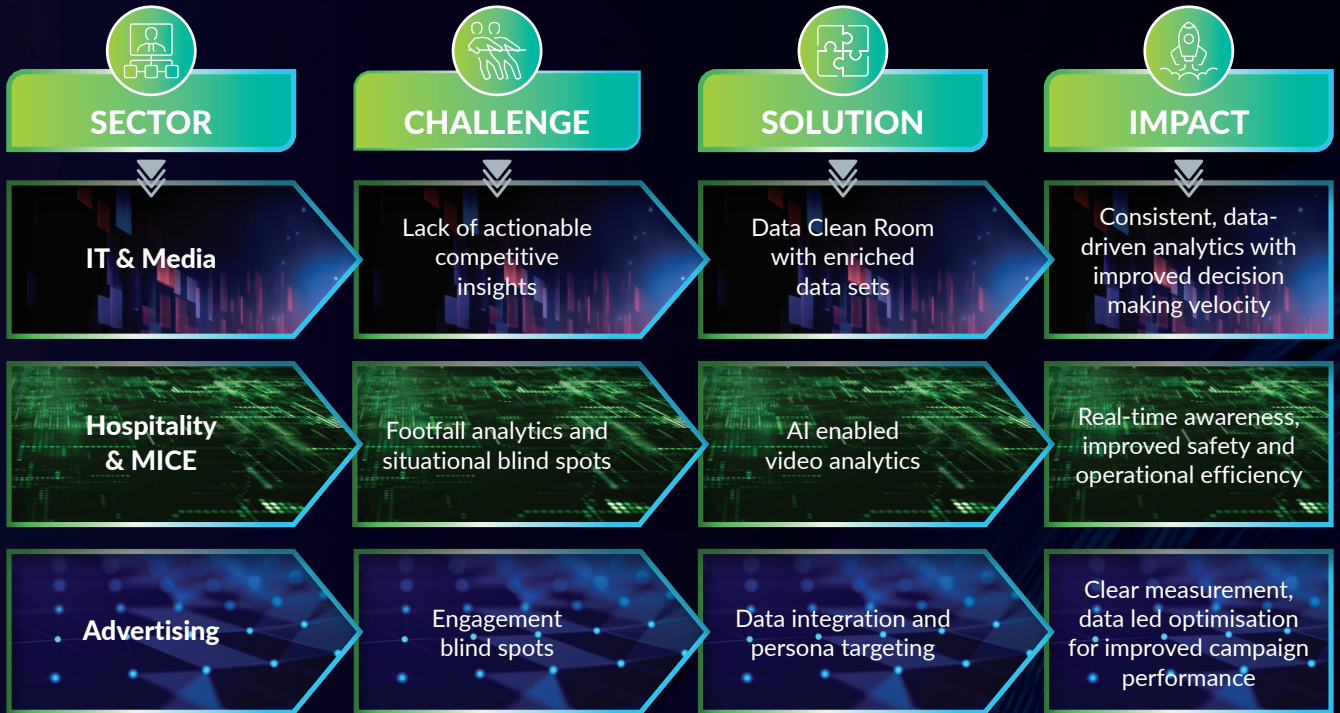 SECTOR
CHALLENGE
SOLUTION
IMPACT
IT & Media
Lack of actionable
competitive
insights
Data Clean Room
with enriched
data sets
Consistent, data-
driven analytics with
improved decision
making velocity
Hospitality
& MICE
Footfall analytics and
situational blind spots
AI enabled
video analytics
Real-time awareness,
improved safety and
operational efficiency
Advertising
Engagement
blind spots
Data integration and
persona targeting
Clear measurement,
data led optimisation
for improved campaign
performance